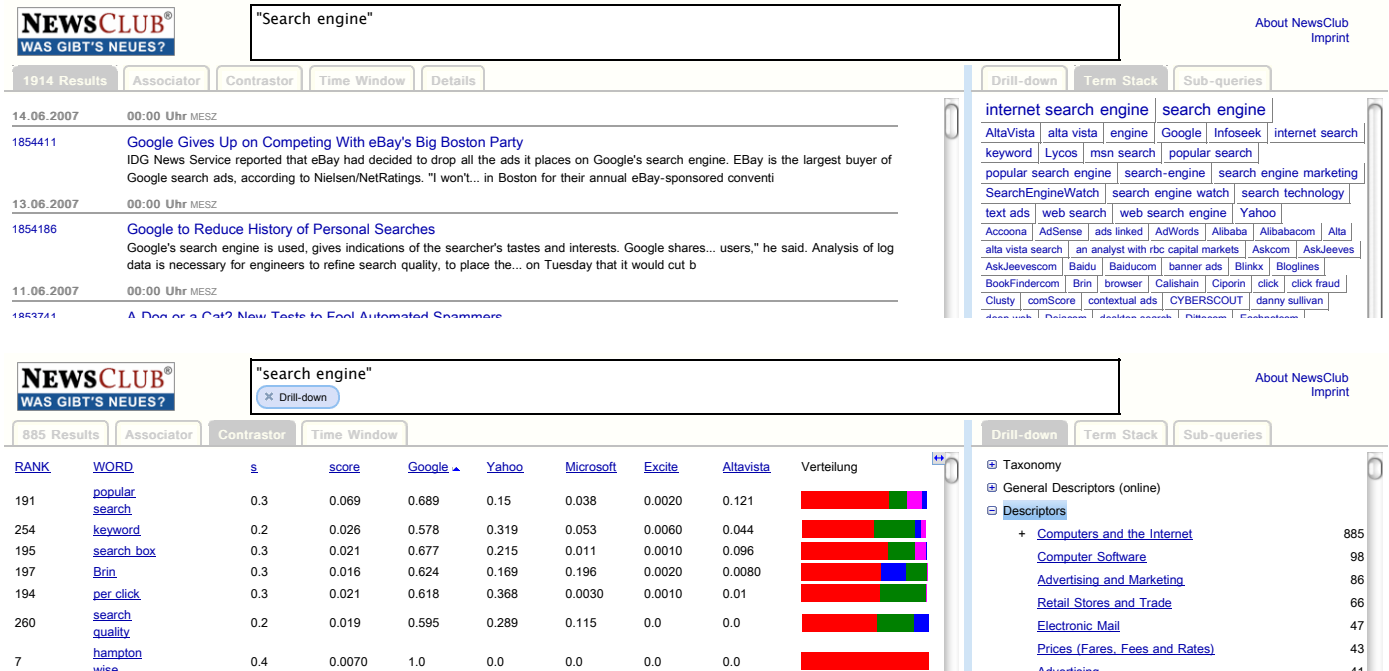 NEWSCLUB®
WAS GIBT'S NEUES?
"Search engine"
About NewsClub
Imprint
1914 Results Associator Contrastor Time Window Details
Drill-down Term Stack Sub-queries
14.06.2007 00:00 Uhr MESZ
1854411 Google Gives Up on Competing With eBay's Big Boston Party
IDG News Service reported that eBay had decided to drop all the ads it places on Google's search engine. EBay is the largest buyer of
Google search ads, according to Nielsen/NetRatings. "I won't... in Boston for their annual eBay-sponsored conventi
13.06.2007 00:00 Uhr MESZ
1854186 Google to Reduce History of Personal Searches
Google's search engine is used, gives indications of the searcher's tastes and interests. Google shares... users," he said. Analysis of log
data is necessary for engineers to refine search quality, to place the... on Tuesday that it would cut b
11.06.2007 00:00 Uhr MESZ
1853741 A Dog or a Cat? New Tests to Fool Automated Spammers
internet search engine search engine
AltaVista alta vista engine Google Infoseek internet search
keyword Lycos msn search popular search
popular search engine search-engine search engine marketing
SearchEngineWatch search engine watch search technology
text ads web search web search engine Yahoo
Accoona AdSense ads linked AdWords Alibaba Alibabacom Alta
alta vista search an analyst with rbc capital markets Askcom AskJeeves
AskJeevescom Baidu Baiducom banner ads Blinkx Bloglines
BookFindercom Brin browser Calishain Ciporin click click fraud
Clusty comScore contextual ads CYBERSCOUT danny sullivan
deep web Dejacom desktop search
NEWSCLUB®
WAS GIBT'S NEUES?
"search engine"
× Drill-down
About NewsClub
Imprint
885 Results Associator Contrastor Time Window
Drill-down Term Stack Sub-queries
RANK WORD s score Google Yahoo Microsoft Excite Altavista Verteilung
191 popular search 0.3 0.069 0.689 0.15 0.038 0.0020 0.121
254 keyword 0.2 0.026 0.578 0.319 0.053 0.0060 0.044
195 search box 0.3 0.021 0.677 0.215 0.011 0.0010 0.096
197 Brin 0.3 0.016 0.624 0.169 0.196 0.0020 0.0080
194 per click 0.3 0.021 0.618 0.368 0.0030 0.0010 0.01
260 search quality 0.2 0.019 0.595 0.289 0.115 0.0 0.0
7 hampton wise 0.4 0.0070 1.0 0.0 0.0 0.0 0.0
Taxonomy
General Descriptors (online)
Descriptors
+ Computers and the Internet 885
Computer Software 98
Advertising and Marketing 86
Retail Stores and Trade 66
Electronic Mail 47
Prices (Fares, Fees and Rates) 43
Advertising 41